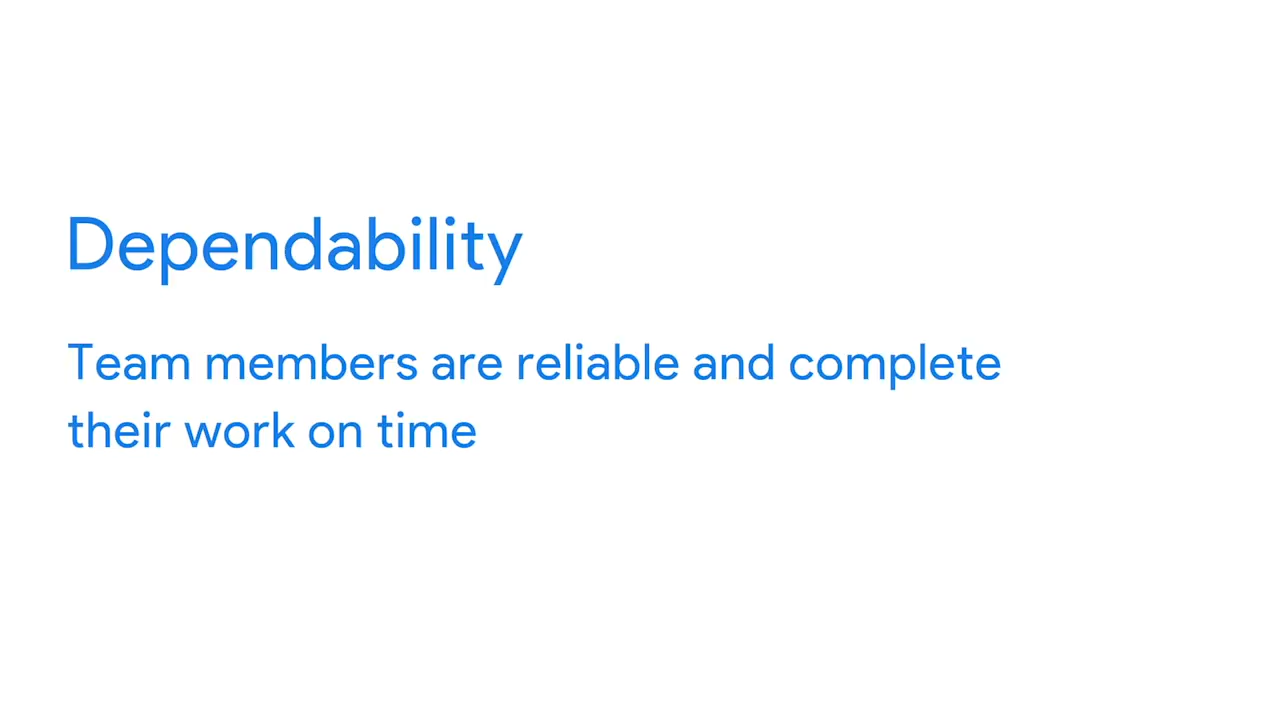 Dependability
Team members are reliable and complete
their work on time